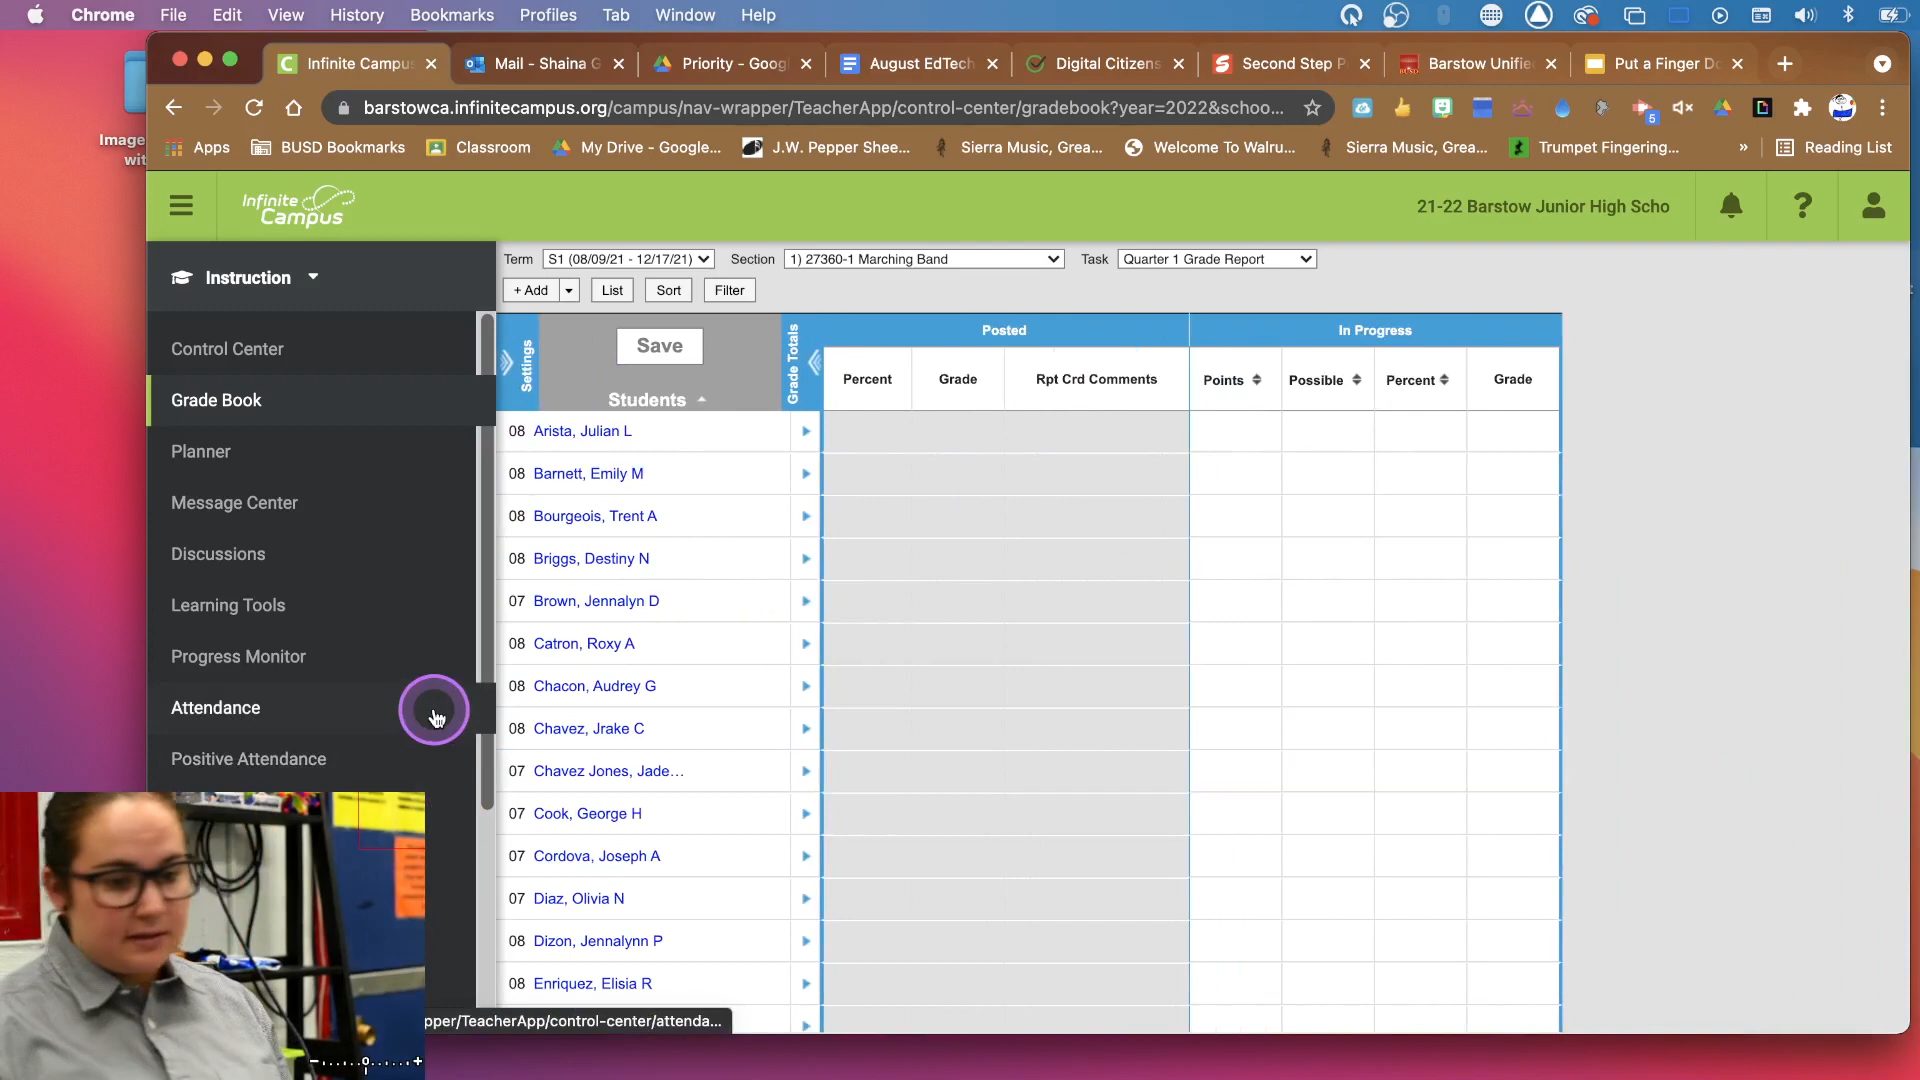 Chrome File Edit View History Bookmarks Profiles Tab Window Help
Infinite Campus Mail - Shaina G Priority - Googl August EdTech Digital Citizens Second Step P Barstow Unifie Put a Finger Do
barstowca.infinitecampus.org/campus/nav-wrapper/TeacherApp/control-center/gradebook?year=2022&schoo...
5
Image
wit
Apps BUSD Bookmarks Classroom My Drive - Google... J.W. Pepper Shee... Sierra Music, Grea... Welcome To Walru... Sierra Music, Grea... Trumpet Fingering... » Reading List
Infinite
Campus
21-22 Barstow Junior High Scho
?
Instruction
Control Center
Grade Book
Planner
Message Center
Discussions
Learning Tools
Progress Monitor
Attendance
Positive Attendance
Term S1 (08/09/21 - 12/17/21) Section 1) 27360-1 Marching Band Task Quarter 1 Grade Report
+ Add List Sort Filter
Settings
Save
Students
Grade Totals
Posted In Progress
Percent Grade Rpt Crd Comments Points Possible Percent Grade
08 Arista, Julian L
08 Barnett, Emily M
08 Bourgeois, Trent A
08 Briggs, Destiny N
07 Brown, Jennalyn D
08 Catron, Roxy A
08 Chacon, Audrey G
08 Chavez, Jrake C
07 Chavez Jones, Jade...
07 Cook, George H
07 Cordova, Joseph A
07 Diaz, Olivia N
08 Dizon, Jennalynn P
08 Enriquez, Elisia R
pper/TeacherApp/control-center/attenda...